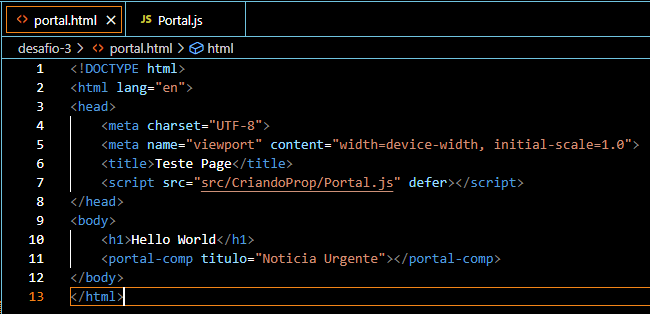 portal.html
JS Portal.js
desafio-3 > portal.html > html
1 <!DOCTYPE html>
2 <html lang="en">
3 <head>
4 <meta charset="UTF-8">
5 <meta name="viewport" content="width=device-width, initial-scale=1.0">
6 <title>Teste Page</title>
7 <script src="src/CriandoProp/Portal.js" defer></script>
8 </head>
9 <body>
10 <h1>Hello World</h1>
11 <portal-comp titulo="Noticia Urgente"></portal-comp>
12 </body>
13 </html>